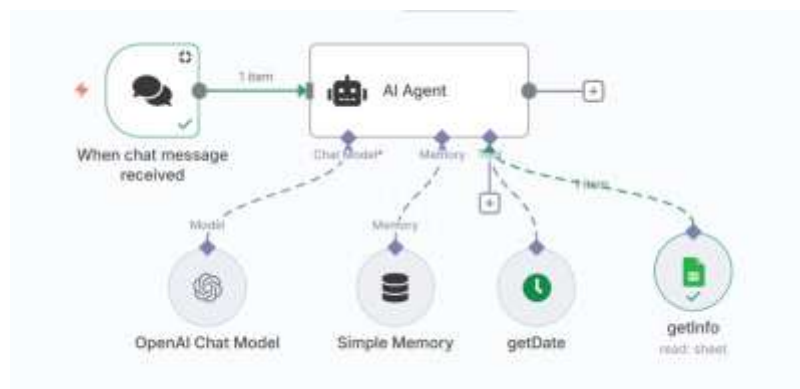 1 item
AI Agent
When chat message
received
Chat Model*
Memory
Tool
1 item
Model
Memory
OpenAI Chat Model
Simple Memory
getDate
getInfo
read: sheet